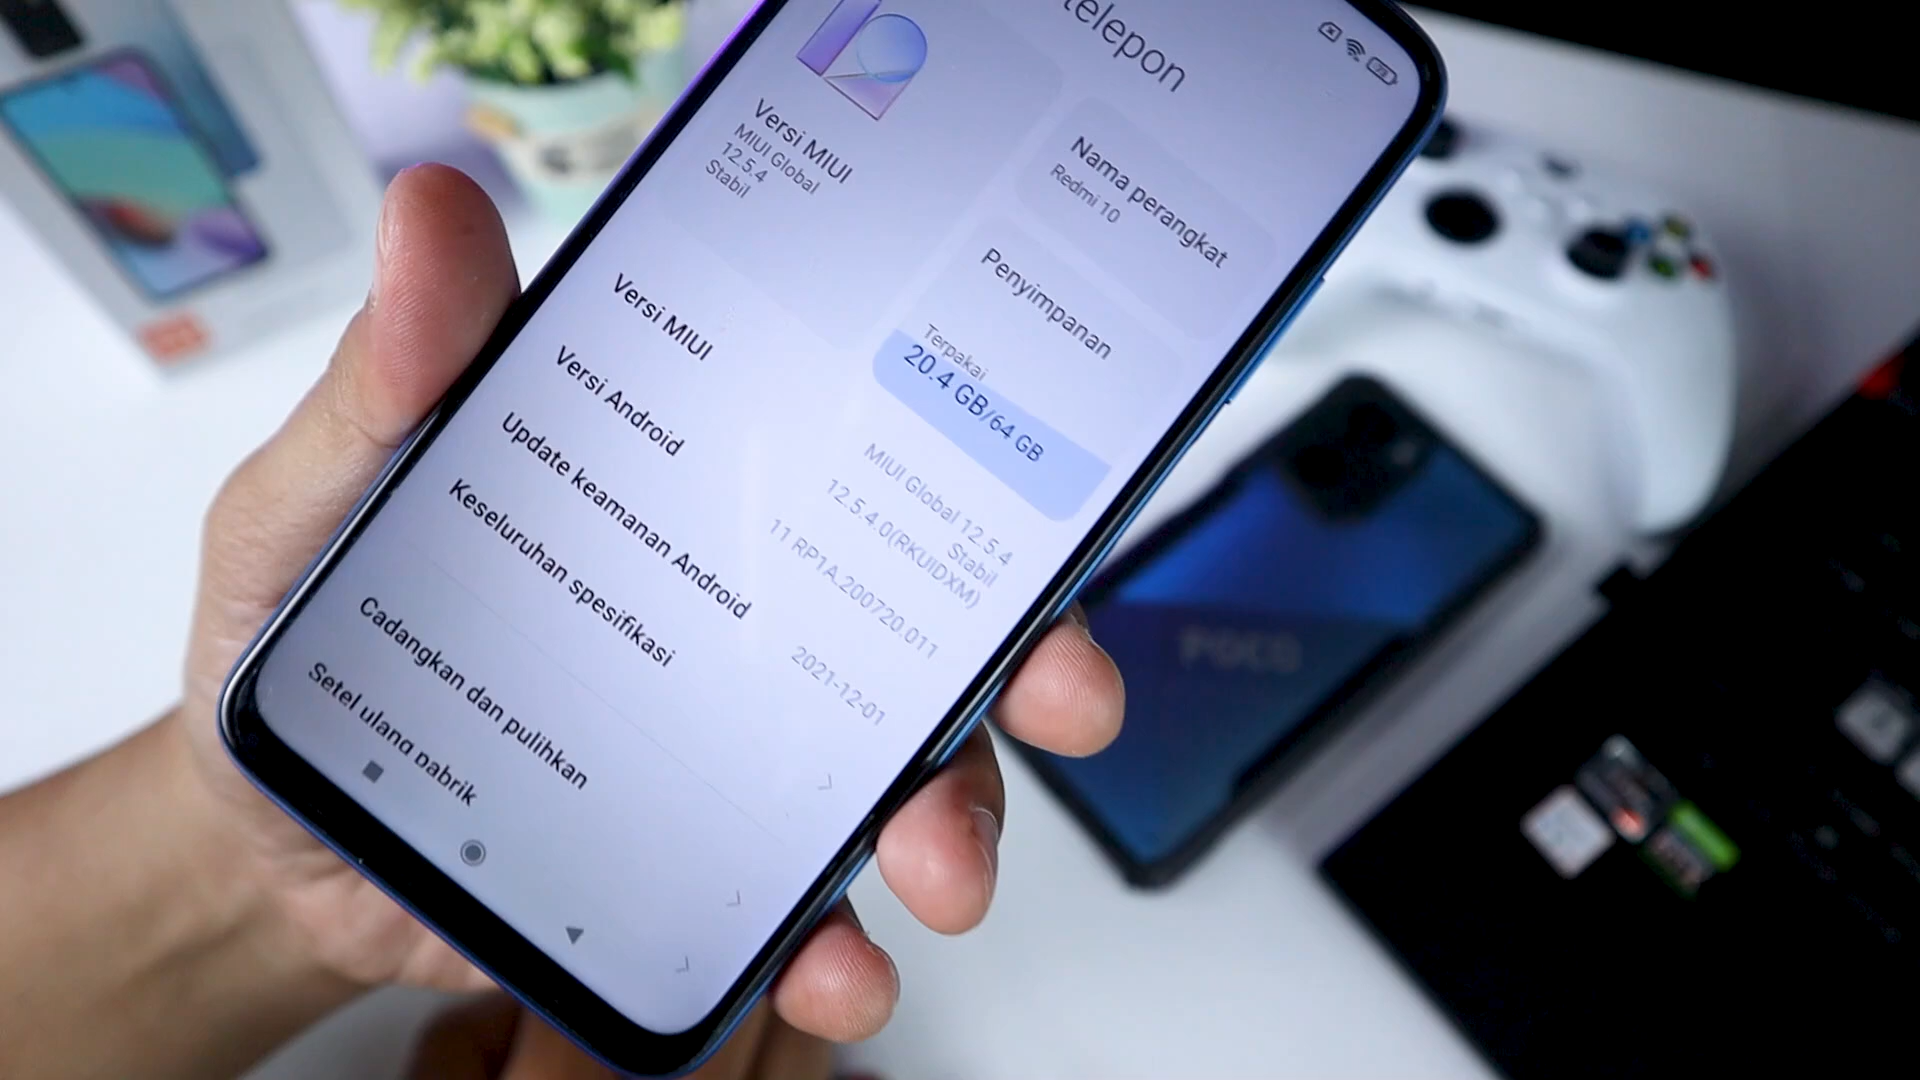 telepon
12
Versi MIUI
MIUI Global
12.5.4
Stabil
Nama perangkat
Redmi 10
Penyimpanan
Terpakai
20.4 GB/64 GB
Versi MIUI
MIUI Global 12.5.4
Stabil
12.5.4.0(RKUIDXM)
Versi Android
11 RP1A.200720.011
Update keamanan Android
2021-12-01
Keseluruhan spesifikasi
Cadangkan dan pulihkan
Setel ulang pabrik
POCO